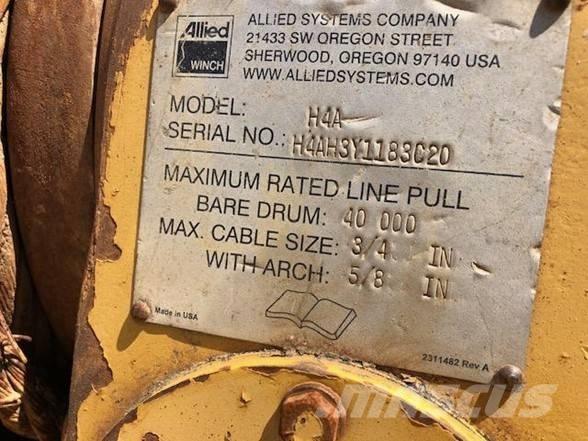 Allied
WINCH
ALLIED SYSTEMS COMPANY
21433 SW OREGON STREET
SHERWOOD, OREGON 97140 USA
WWW.ALLIEDSYSTEMS.COM
MODEL: H4A
SERIAL NO.: H4AH3Y1183C20
MAXIMUM RATED LINE PULL
BARE DRUM: 40 000
MAX. CABLE SIZE: 3/4 IN
WITH ARCH: 5/8 IN
Made in USA
2311482 Rev A
mascus